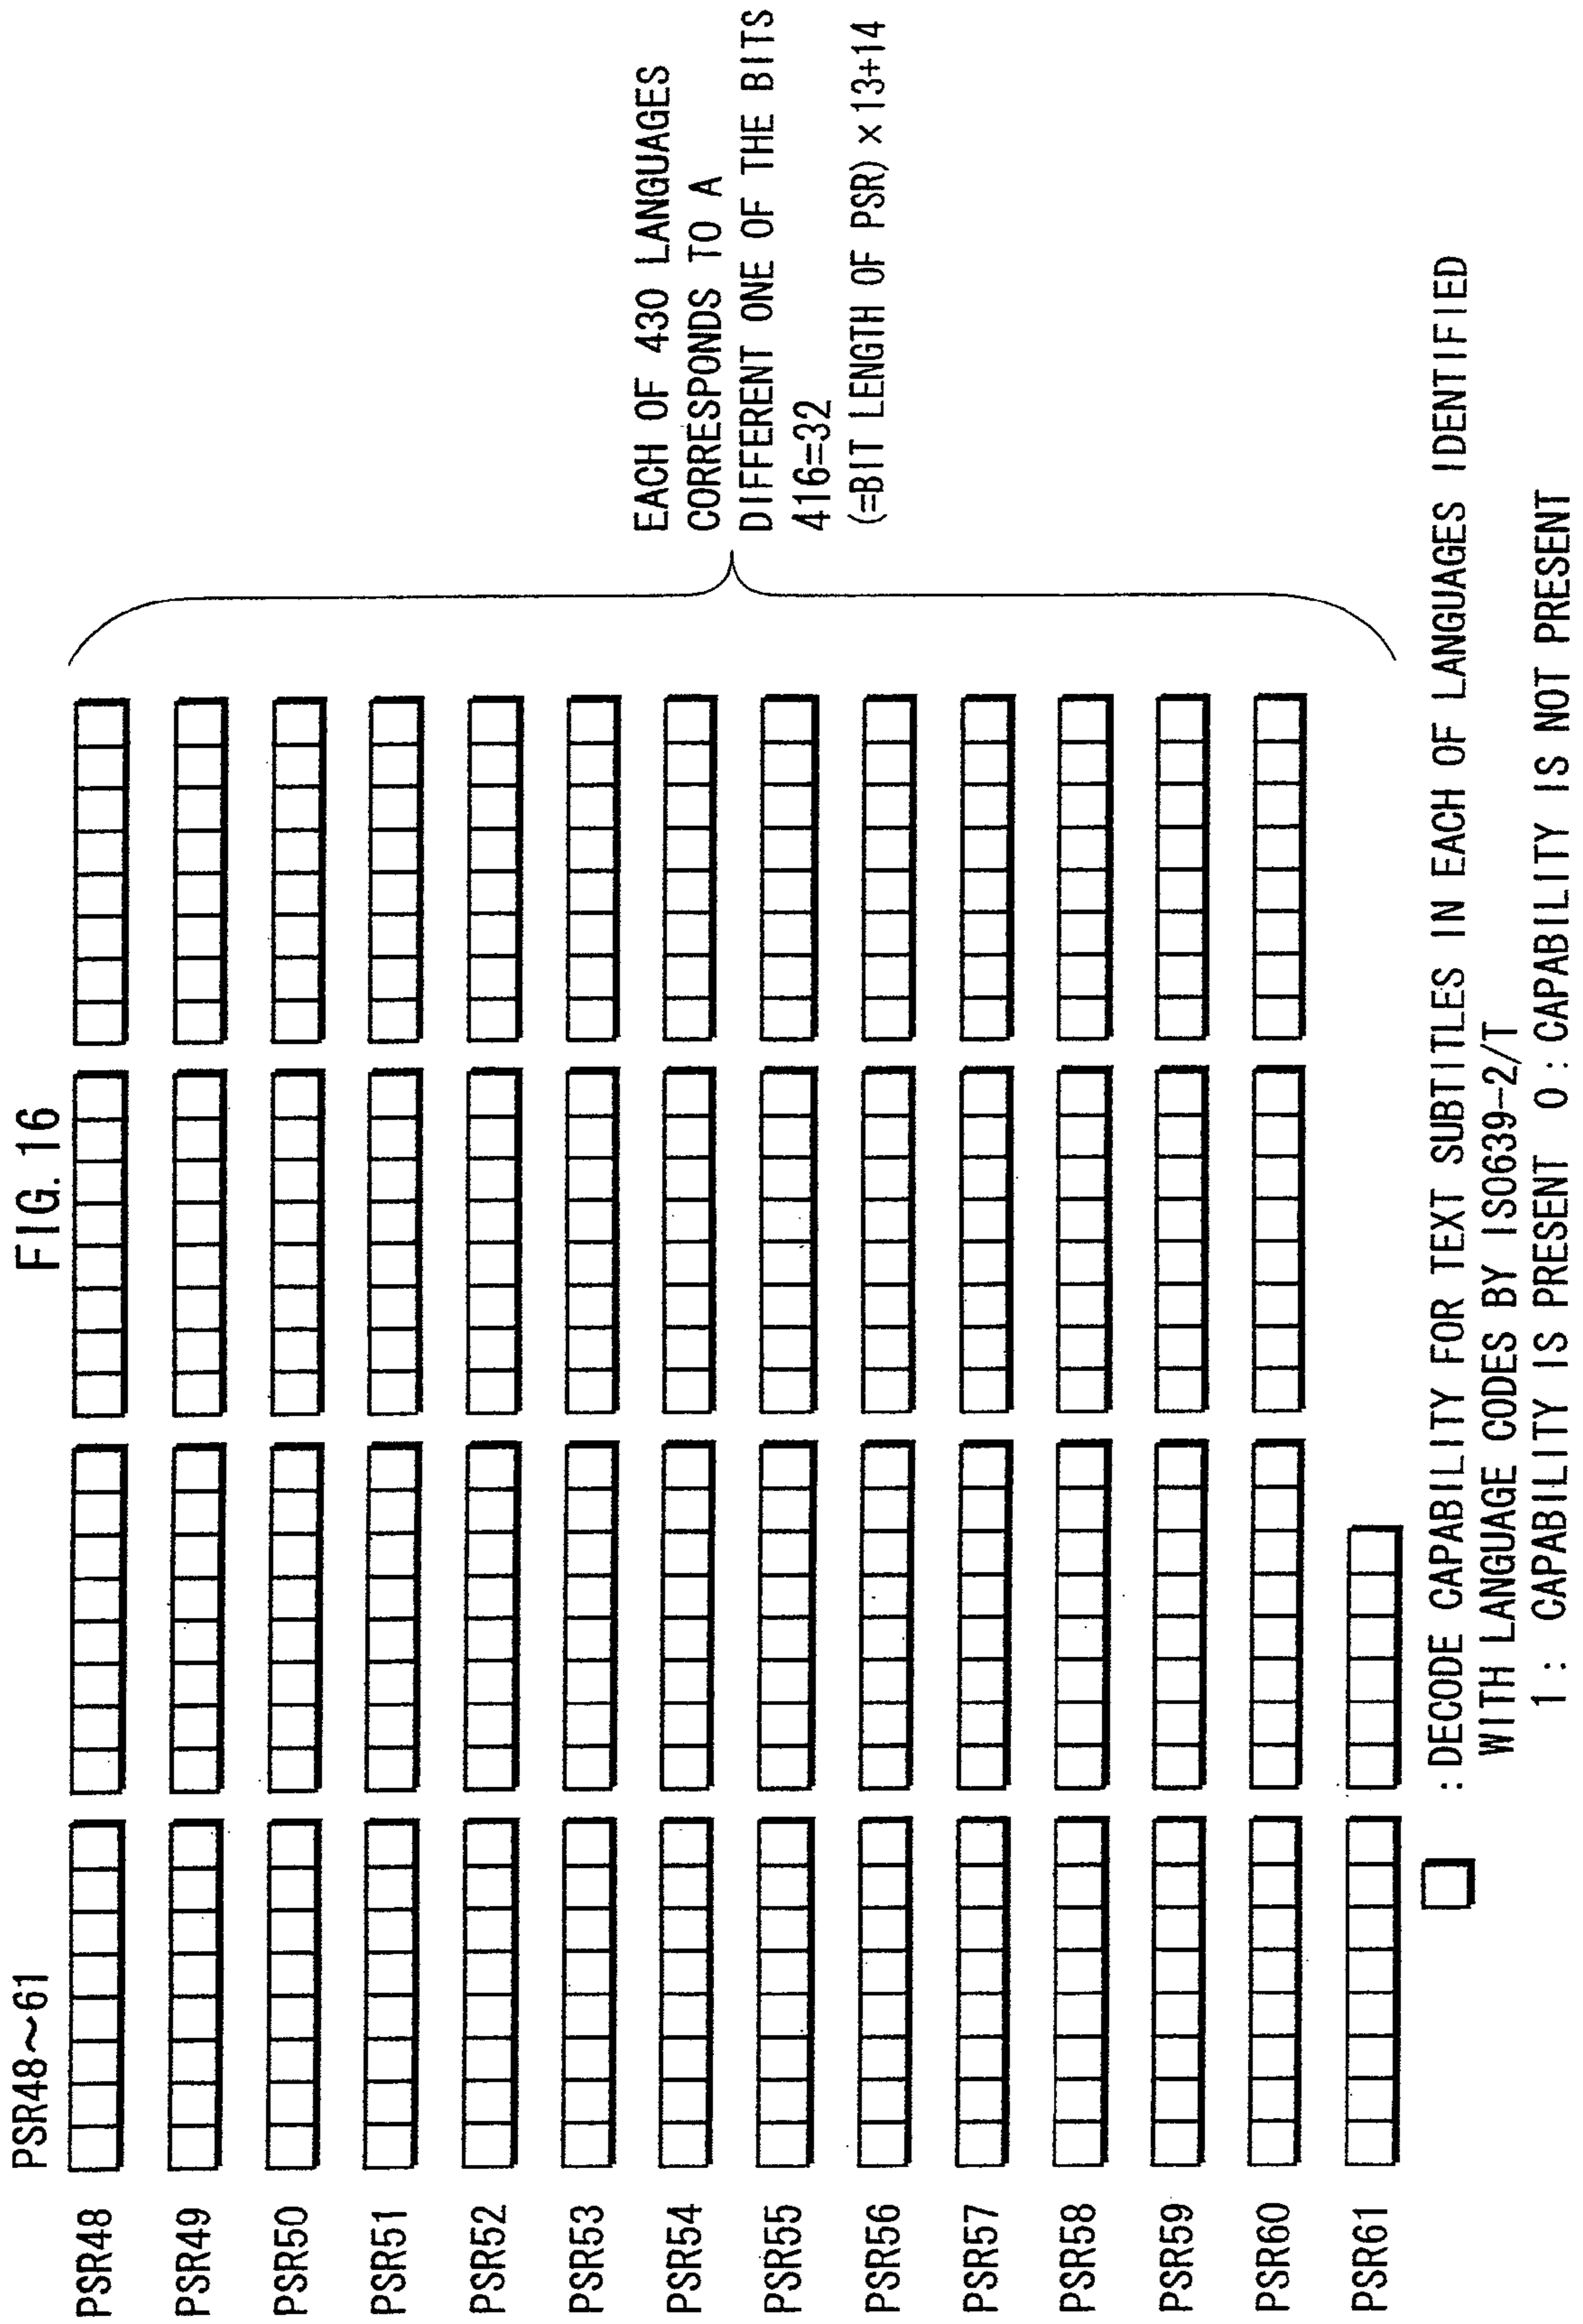 FIG. 16
PSR48~61
PSR48
PSR49
PSR50
PSR51
PSR52
PSR53
PSR54
PSR55
PSR56
PSR57
PSR58
PSR59
PSR60
PSR61
EACH OF 430 LANGUAGES
CORRESPONDS TO A
DIFFERENT ONE OF THE BITS
416=32
(=BIT LENGTH OF PSR)×13+14
: DECODE CAPABILITY FOR TEXT SUBTITLES IN EACH OF LANGUAGES IDENTIFIED
WITH LANGUAGE CODES BY ISO639-2/T
1 : CAPABILITY IS PRESENT 0 : CAPABILITY IS NOT PRESENT